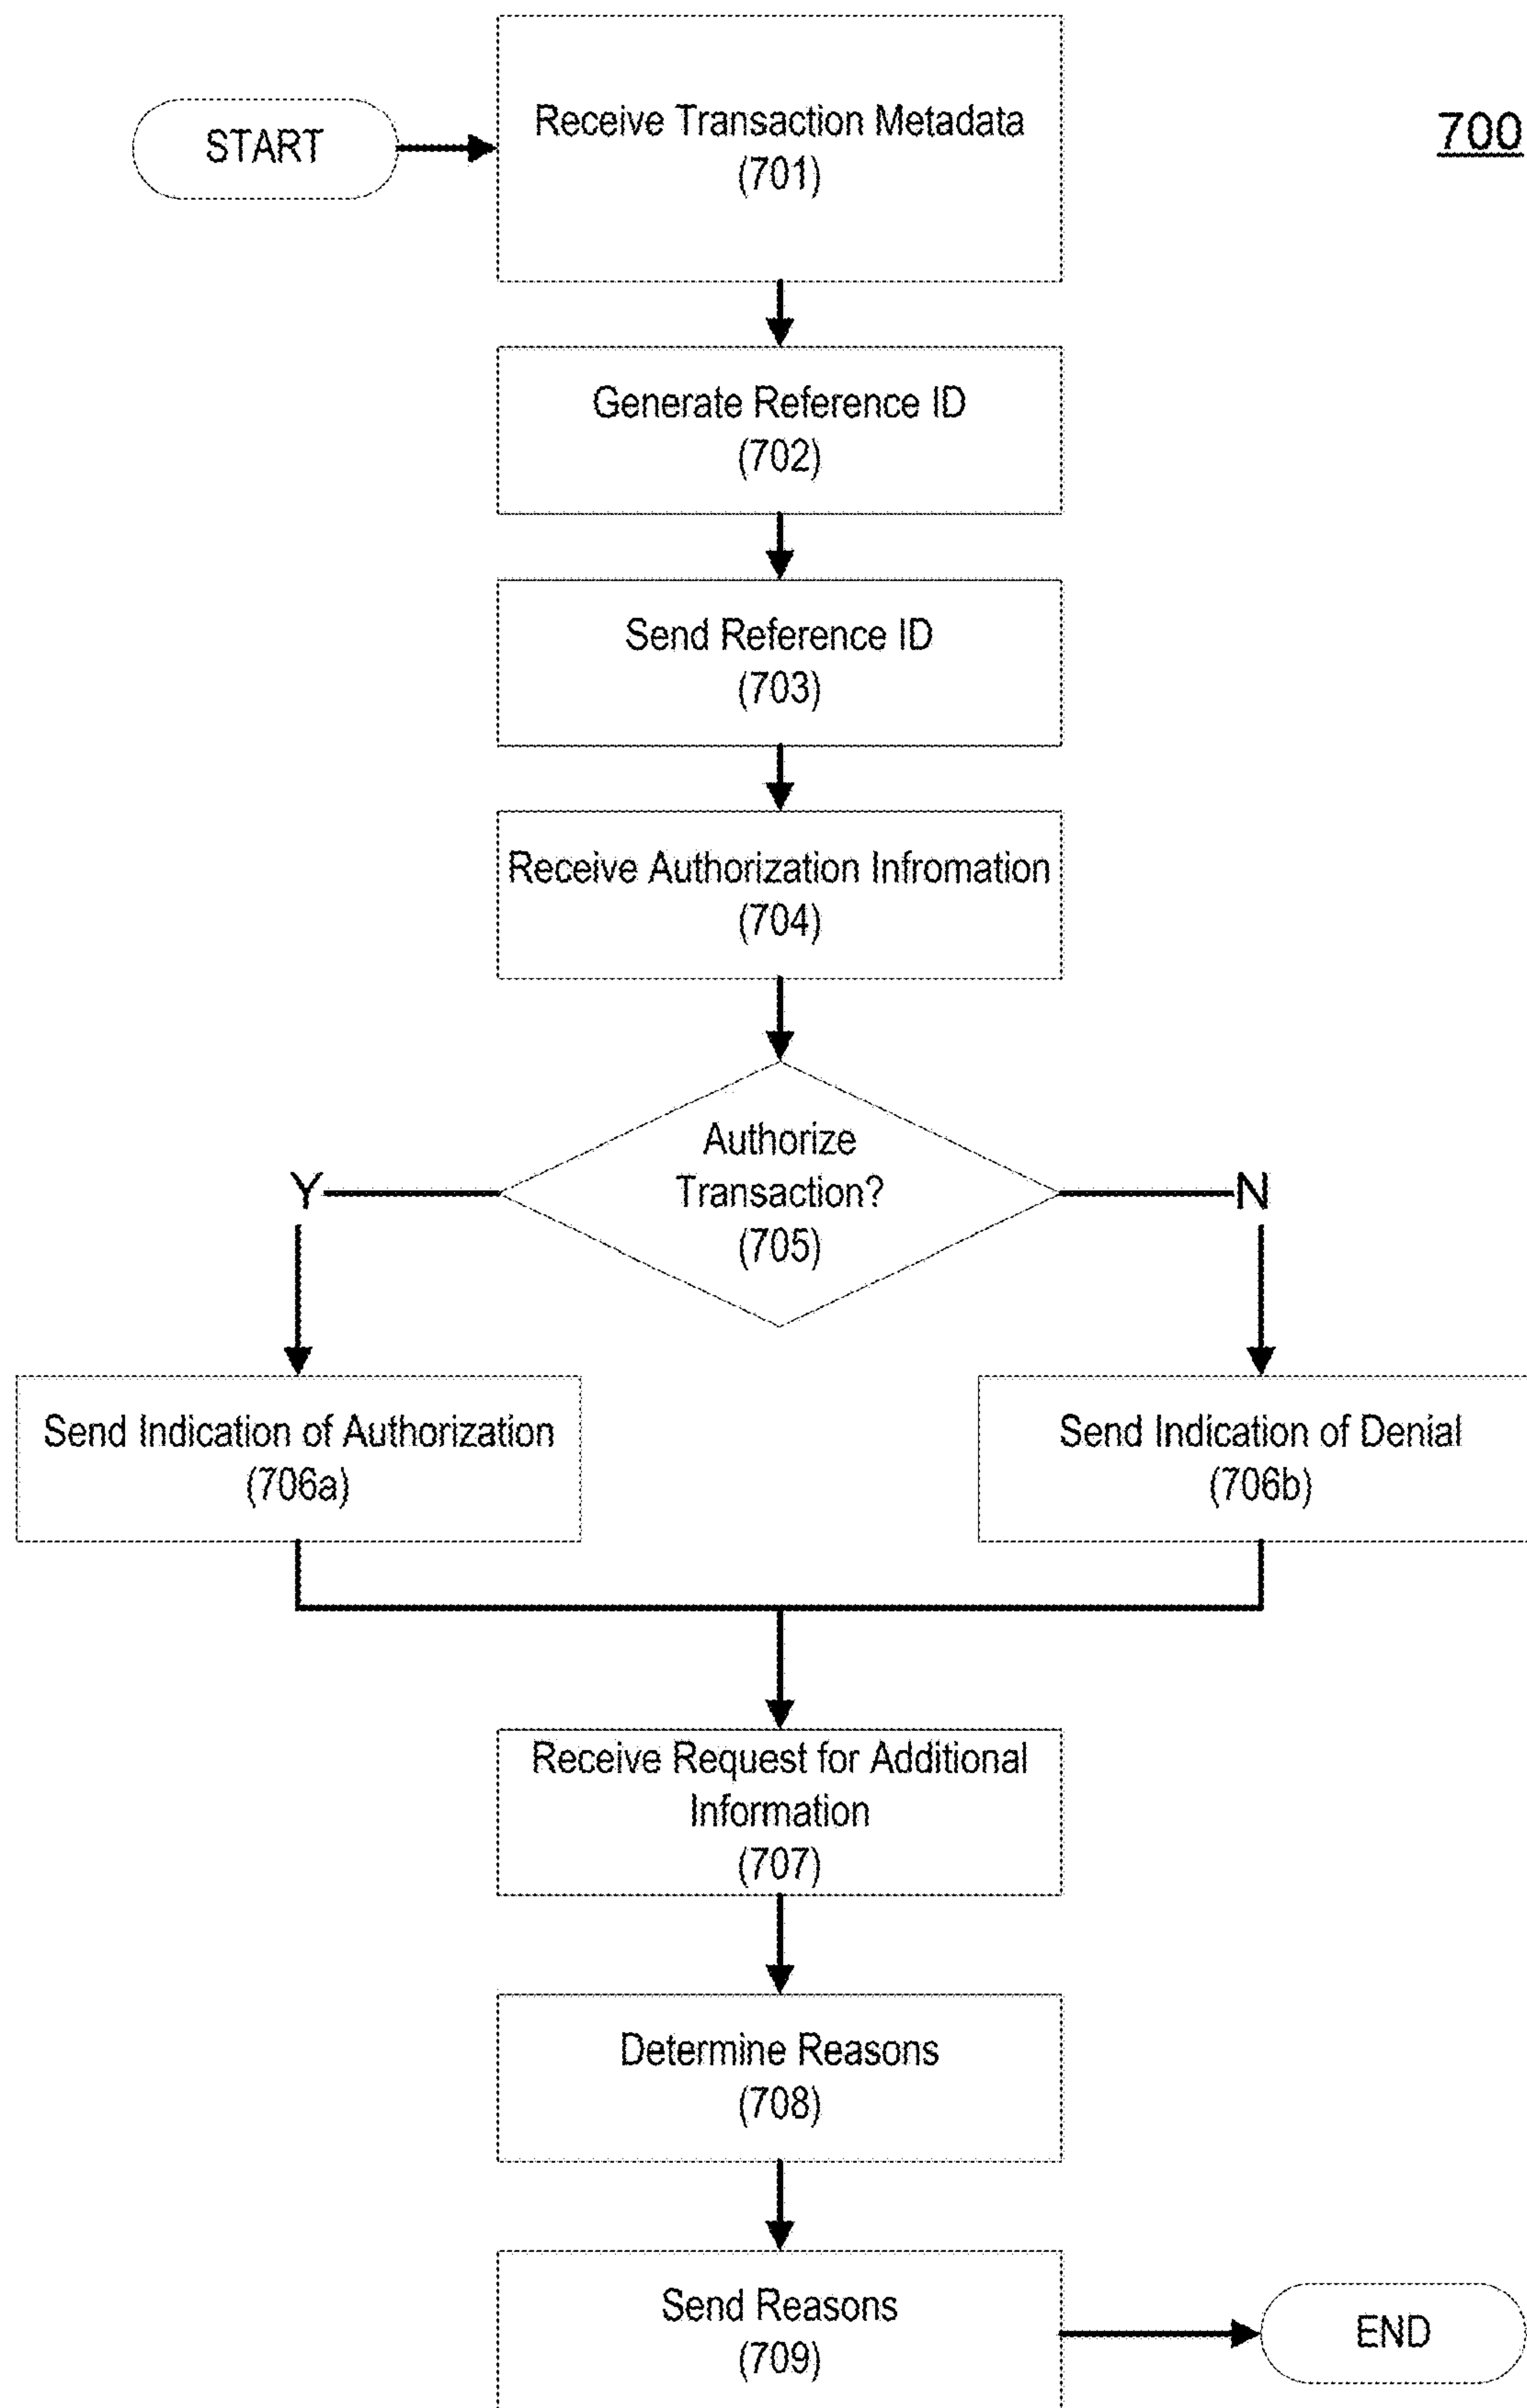 START
Receive Transaction Metadata
(701)
700
Generate Reference ID
(702)
Send Reference ID
(703)
Receive Authorization Infromation
(704)
Authorize
Transaction?
(705)
Y
N
Send Indication of Authorization
(706a)
Send Indication of Denial
(706b)
Receive Request for Additional
Information
(707)
Determine Reasons
(708)
Send Reasons
(709)
END